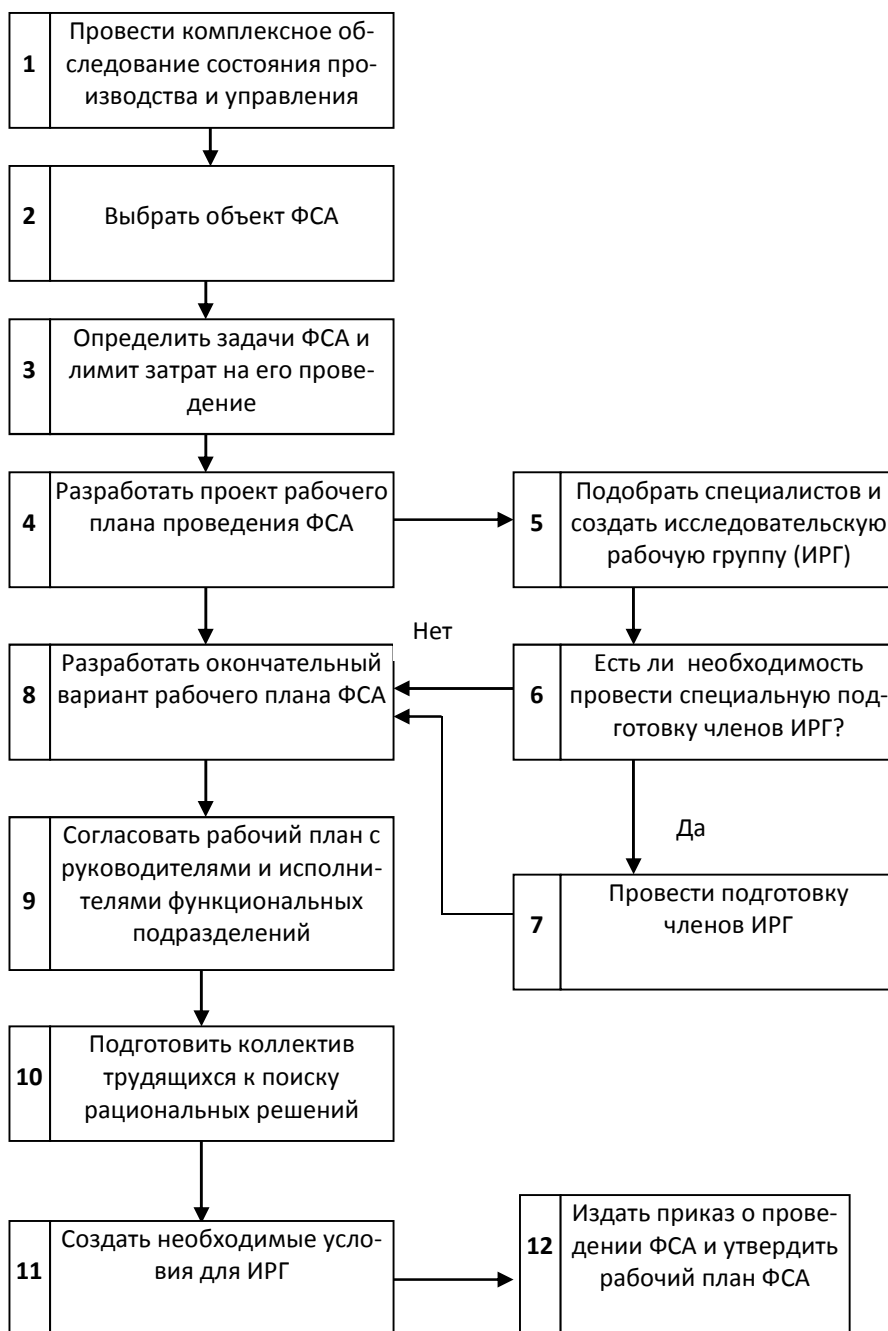 1
Провести комплексное об-
следование состояния про-
изводства и управления
2
Выбрать объект ФСА
3
Определить задачи ФСА и
лимит затрат на его прове-
дение
4
Разработать проект рабочего
плана проведения ФСА
5
Подобрать специалистов и
создать исследовательскую
рабочую группу (ИРГ)
Нет
8
Разработать окончательный
вариант рабочего плана ФСА
6
Есть ли необходимость
провести специальную под-
готовку членов ИРГ?
Да
9
Согласовать рабочий план с
руководителями и исполни-
телями функциональных
подразделений
7
Провести подготовку
членов ИРГ
10
Подготовить коллектив
трудящихся к поиску
рациональных решений
11
Создать необходимые усло-
вия для ИРГ
12
Издать приказ о прове-
дении ФСА и утвердить
рабочий план ФСА